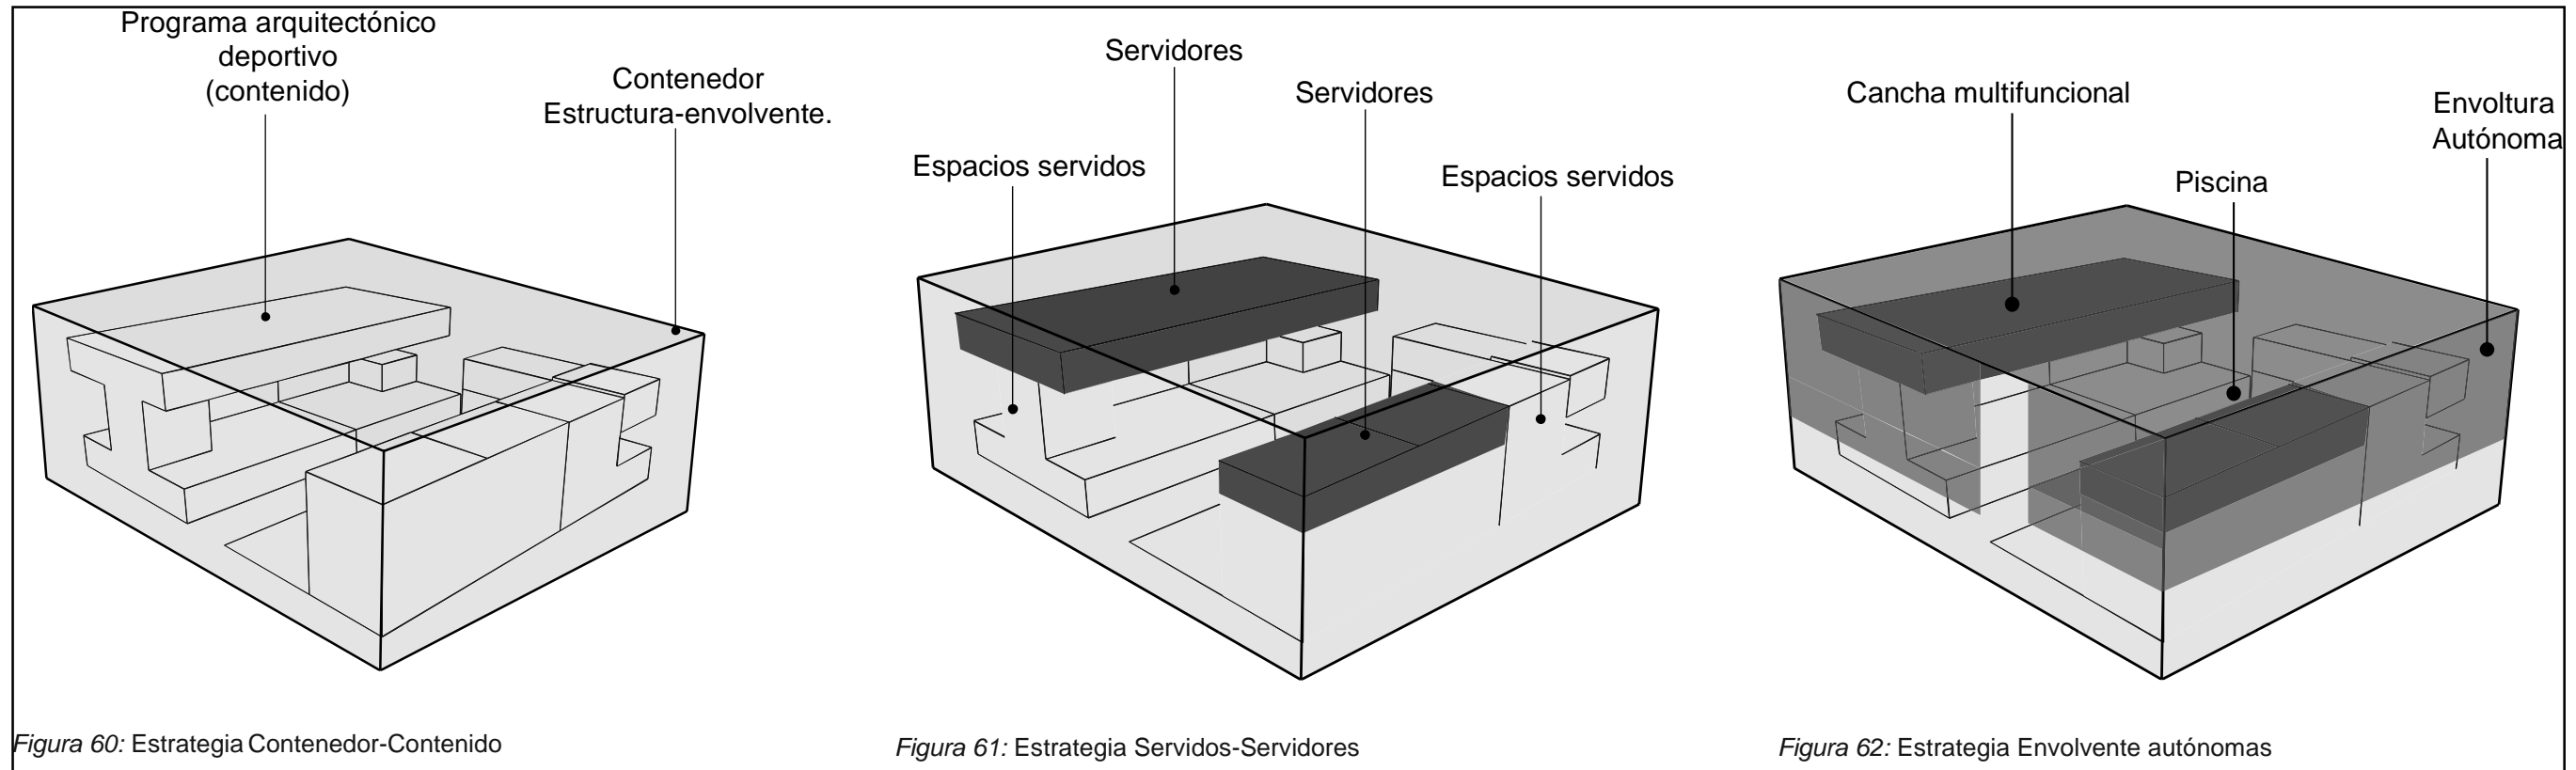 Programa arquitectónico
deportivo
(contenido)
Contenedor
Estructura-envolvente.
Figura 60: Estrategia Contenedor-Contenido
Servidores
Servidores
Espacios servidos
Espacios servidos
Figura 61: Estrategia Servidos-Servidores
Cancha multifuncional
Envoltura
Autónoma
Piscina
Figura 62: Estrategia Envolvente autónomas